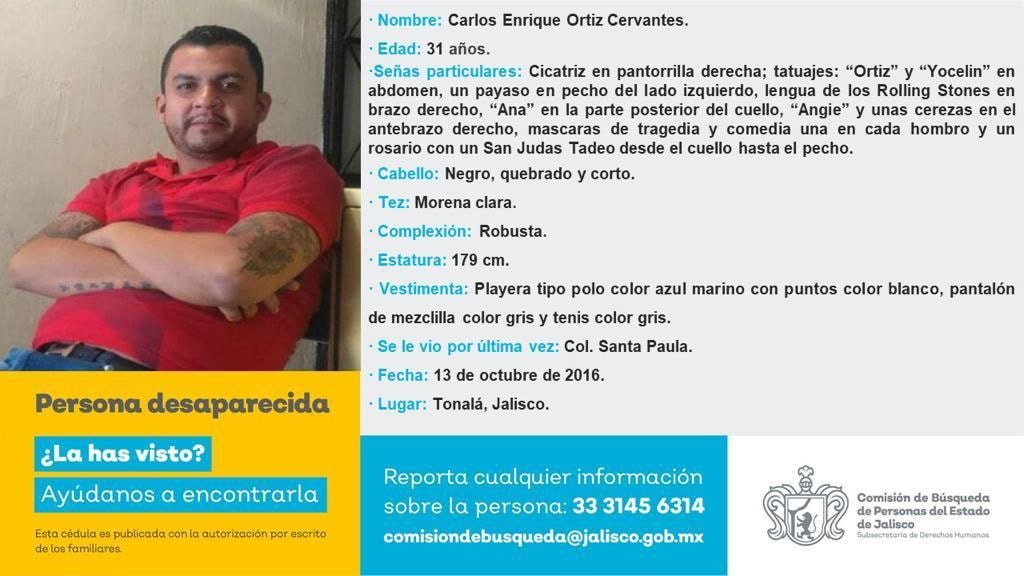 · Nombre: Carlos Enrique Ortiz Cervantes.
· Edad: 31 años.
·Señas particulares: Cicatriz en pantorrilla derecha; tatuajes: “Ortiz” y “Yocelin” en
abdomen, un payaso en pecho del lado izquierdo, lengua de los Rolling Stones en
brazo derecho, “Ana” en la parte posterior del cuello, “Angie” y unas cerezas en el
antebrazo derecho, mascaras de tragedia y comedia una en cada hombro y un
rosario con un San Judas Tadeo desde el cuello hasta el pecho.
· Cabello: Negro, quebrado y corto.
· Tez: Morena clara.
· Complexión: Robusta.
· Estatura: 179 cm.
· Vestimenta: Playera tipo polo color azul marino con puntos color blanco, pantalón
de mezclilla color gris y tenis color gris.
· Se le vio por última vez: Col. Santa Paula.
· Fecha: 13 de octubre de 2016.
· Lugar: Tonalá, Jalisco.
Persona desaparecida
¿La has visto?
Ayúdanos a encontrarla
Esta cédula es publicada con la autorización por escrito
de los familiares.
Reporta cualquier información
sobre la persona: 33 3145 6314
comisiondebusqueda@jalisco.gob.mx
Comisión de Búsqueda
de Personas del Estado
de Jalisco
Subsecretaría de Derechos Humanos